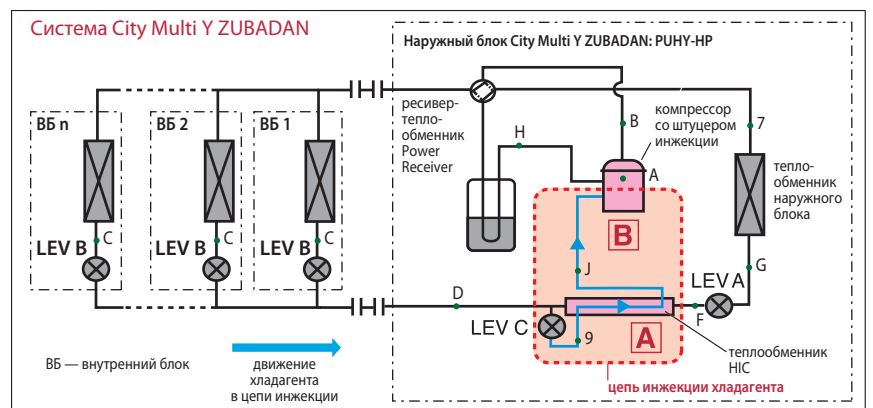 Система City Multi Y ZUBADAN
Наружный блок City Multi Y ZUBADAN: PUHY-HP
ресивер-
тепло-
обменник
Power
Receiver
компрессор
со штуцером
инжекции
ВБ n
ВБ 2
ВБ 1
H
B
A
7
тепло-
обменник
наружного
блока
C
C
C
LEV B
LEV B
LEV B
B
J
G
LEV A
D
F
LEV C
9
A
теплообменник
HIC
ВБ — внутренний блок
движение
хладагента
в цепи инжекции
цепь инжекции хладагента